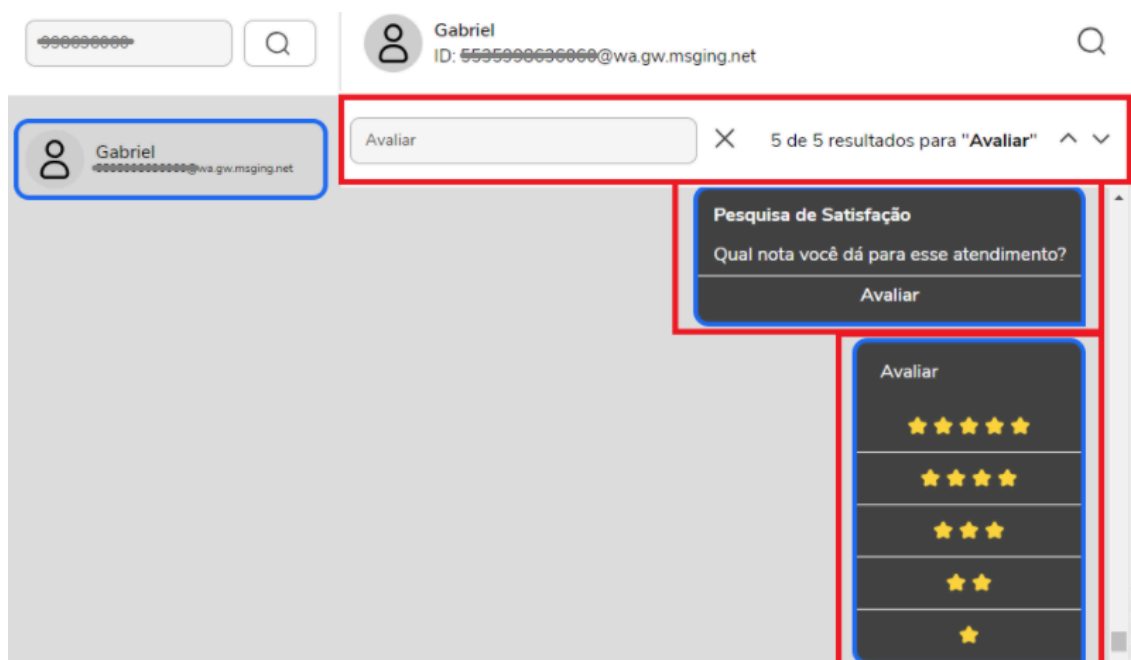 Gabriel
ID: @wa.gw.msging.net
Avaliar
5 de 5 resultados para "Avaliar"
Gabriel
@wa.gw.msging.net
Pesquisa de Satisfação
Qual nota você dá para esse atendimento?
Avaliar
Avaliar